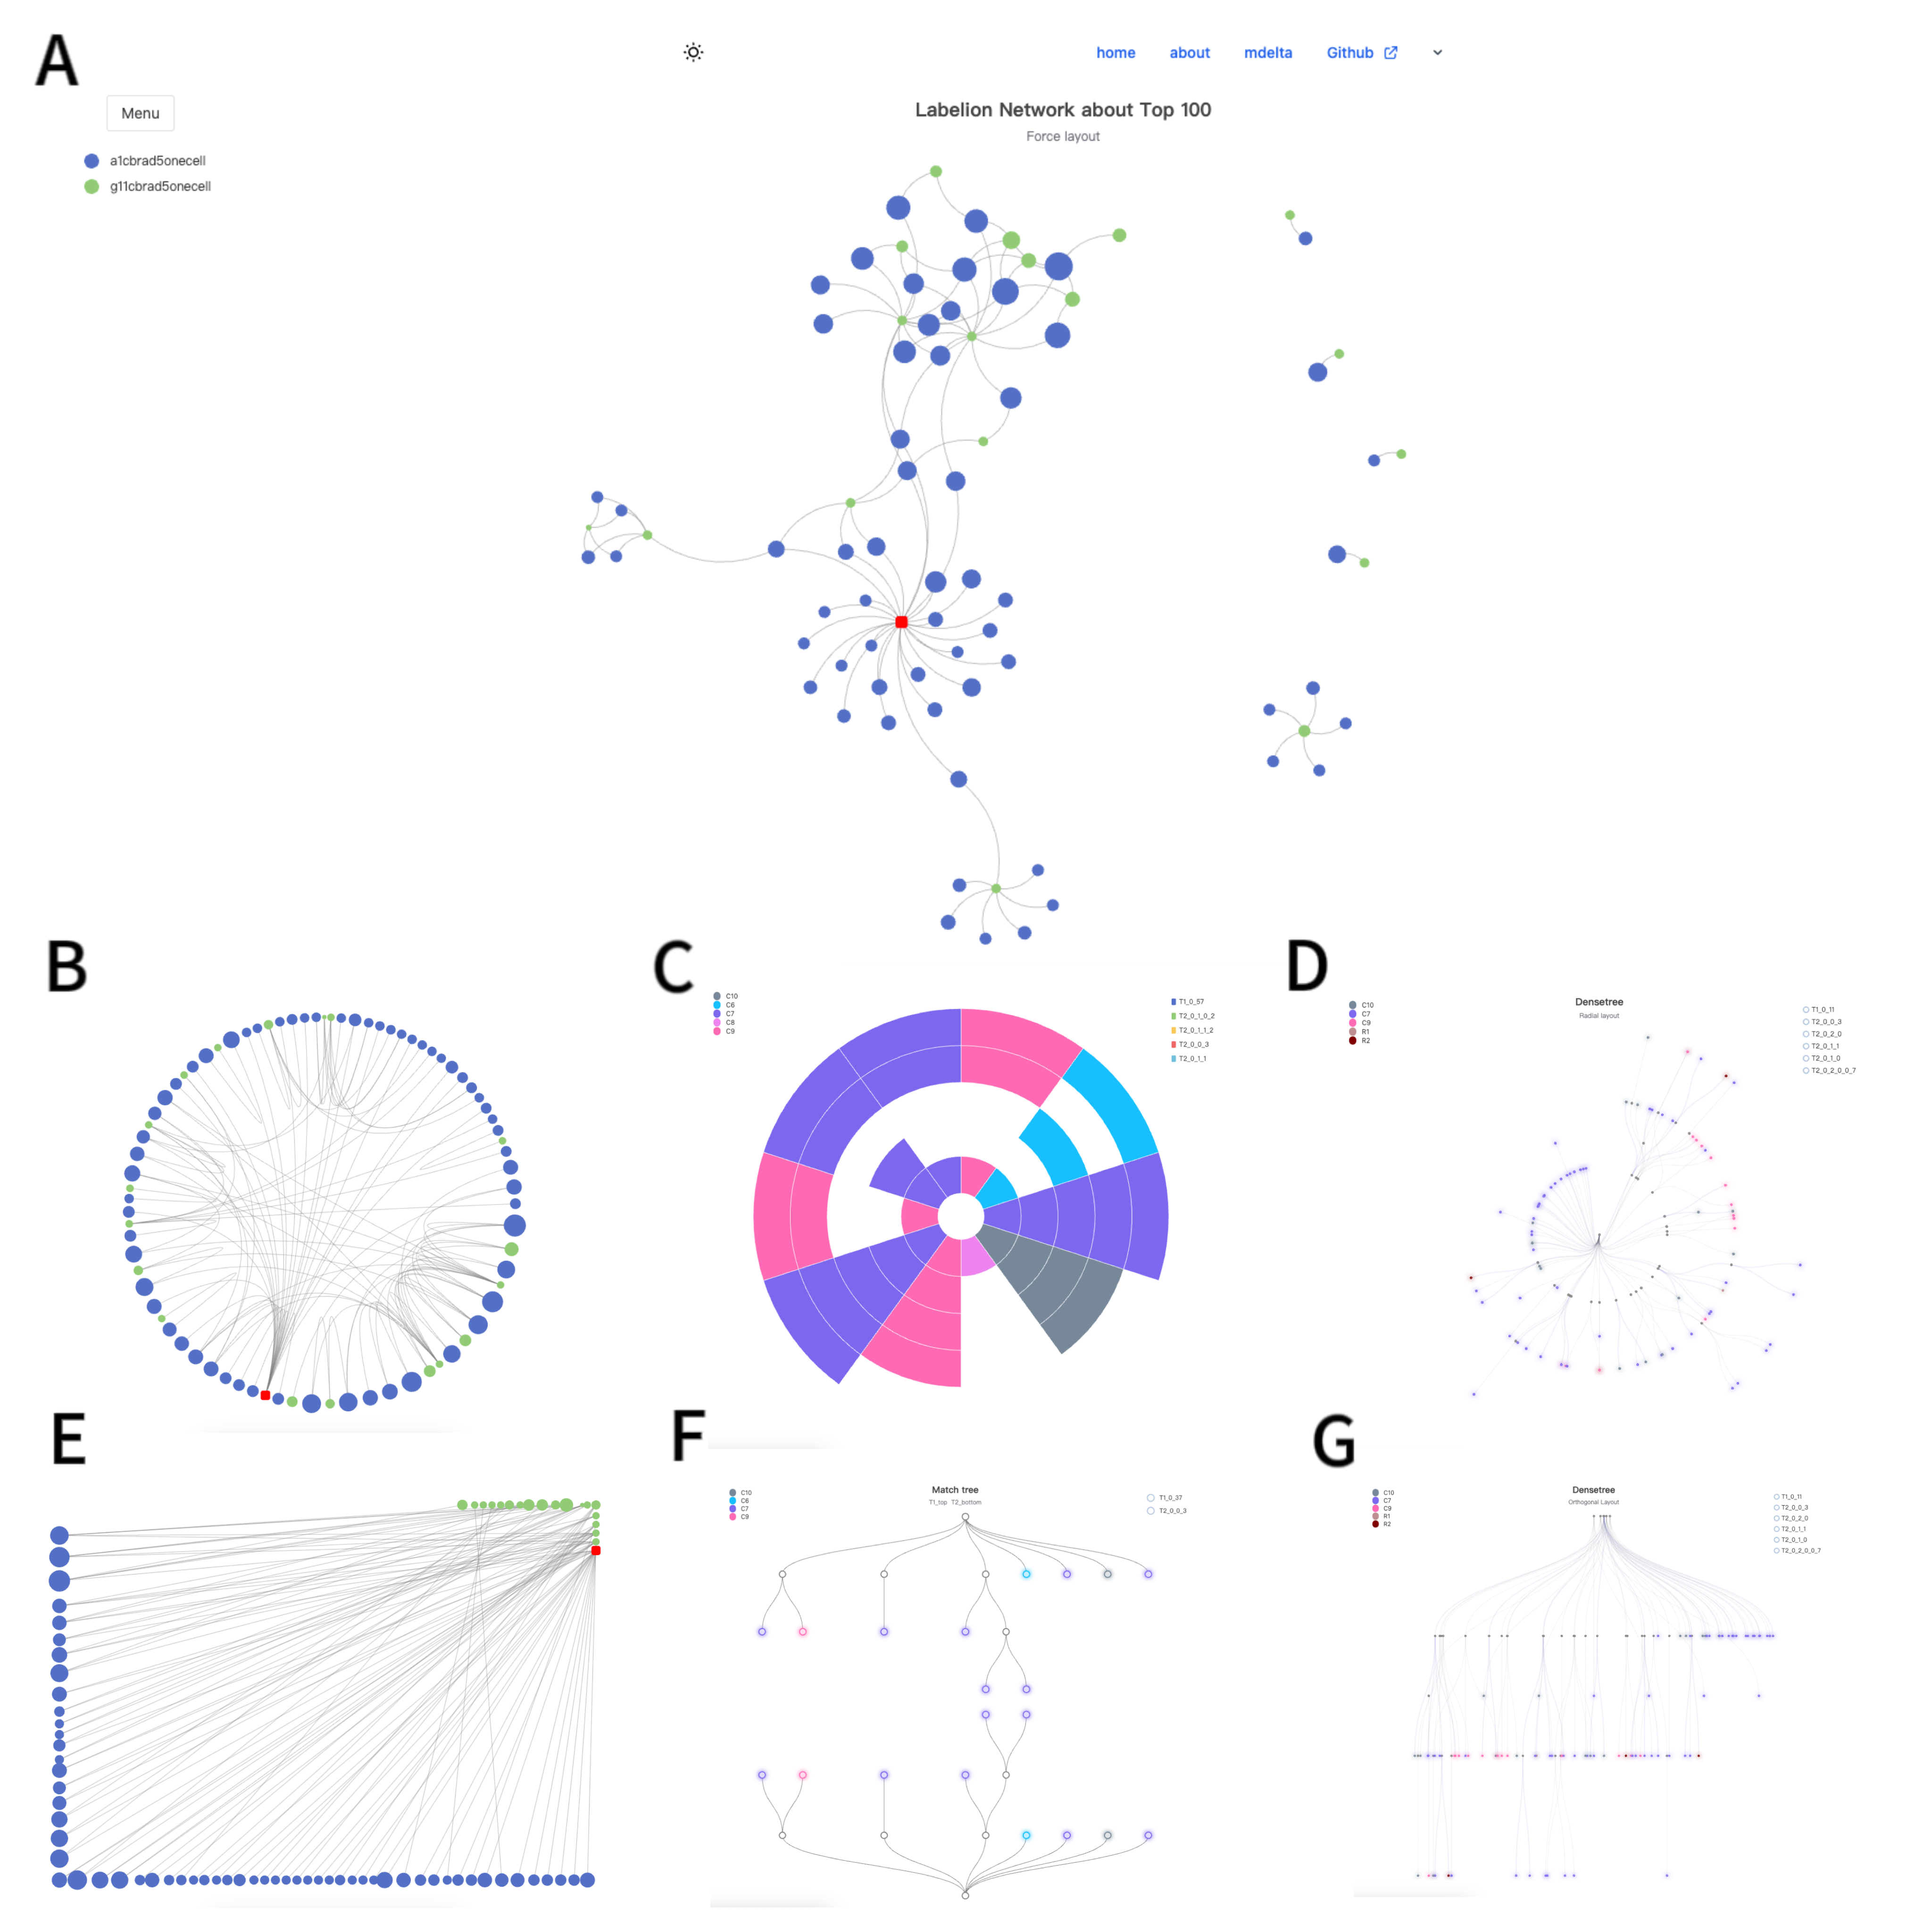 A
home about mdelta Github
Menu
Labelion Network about Top 100
Force layout
a1cbrad5onecell
g11cbrad5onecell
B
C
C10
C6
C7
C8
C9
T1_0_57
T2_0_1_0_2
T2_0_1_1_2
T2_0_0_3
T2_0_1_1
D
Densetree
Radial layout
C10
C7
C9
R1
R2
T1_0_11
T2_0_0_3
T2_0_2_0
T2_0_1_1
T2_0_1_0
T2_0_2_0_0_7
E
F
C10
C6
C7
C9
Match tree
T1_top T2_bottom
T1_0_37
T2_0_0_3
G
C10
C7
C9
R1
R2
Densetree
Orthogonal Layout
T1_0_11
T2_0_0_3
T2_0_2_0
T2_0_1_1
T2_0_1_0
T2_0_2_0_0_7